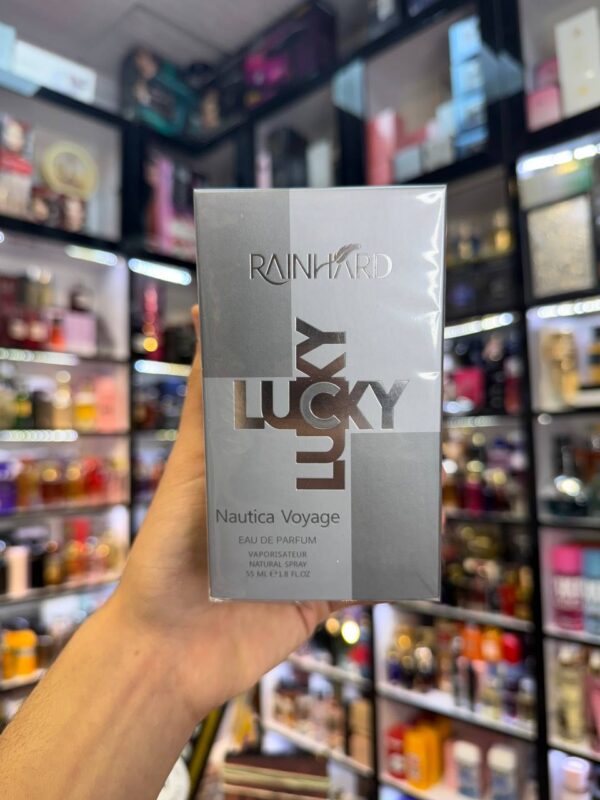 RAINHARD
LUCKY
LUCKY
Nautica Voyage
EAU DE PARFUM
VAPORISATEUR
NATURAL SPRAY
55 ML ℮ 1.8 FL.OZ